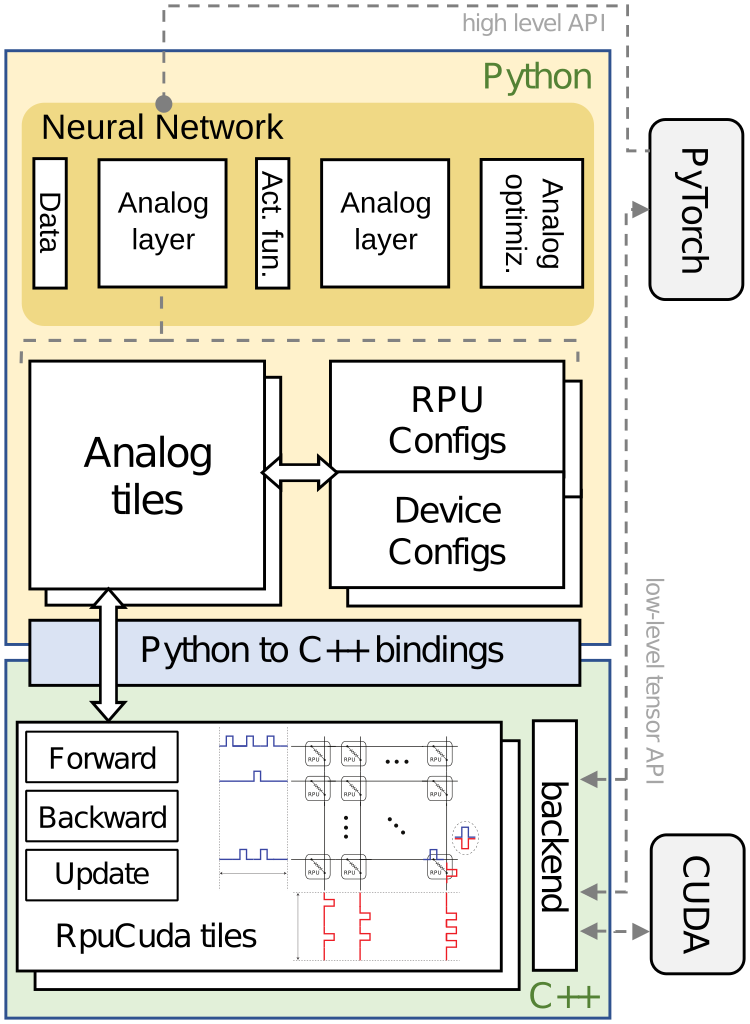 high level API
Python
Neural Network
Data
Analog
layer
Act. fun.
Analog
layer
Analog
optimiz.
PyTorch
Analog
tiles
RPU
Configs
Device
Configs
low-level tensor API
Python to C++ bindings
Forward
Backward
Update
RpuCuda tiles
RPU
RPU
RPU
RPU
RPU
RPU
RPU
RPU
RPU
backend
CUDA
C++